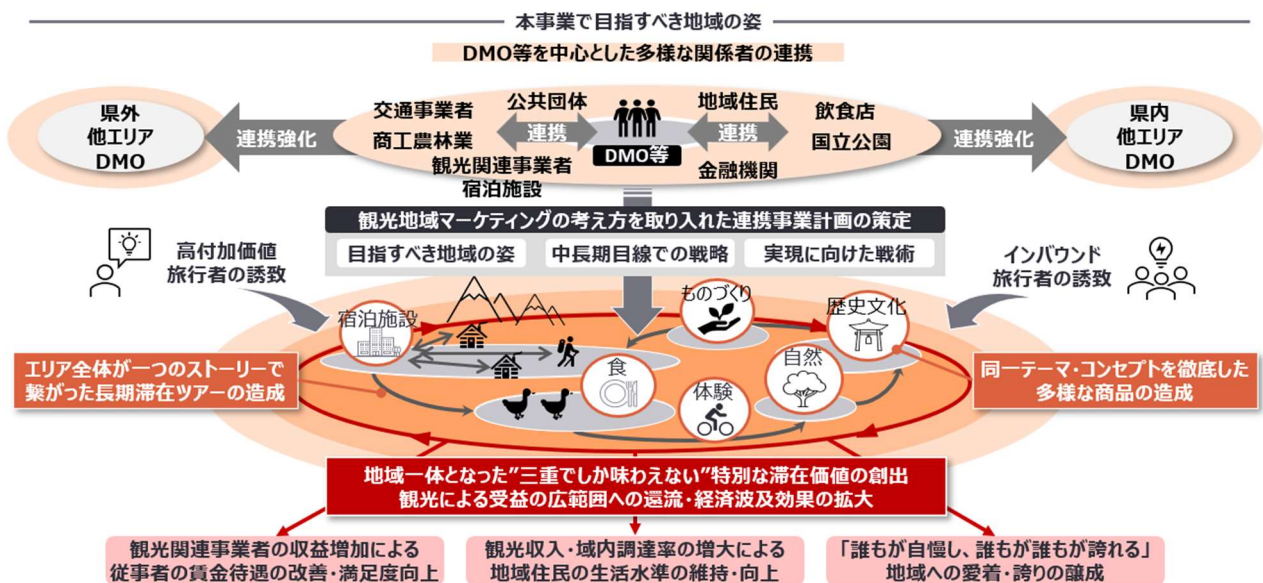 本事業で目指すべき地域の姿
DMO等を中心とした多様な関係者の連携
県外
他エリア
DMO
連携強化
交通事業者
商工農林業
公共団体
連携
観光関連事業者
宿泊施設
DMO等
地域住民
連携
金融機関
飲食店
国立公園
連携強化
県内
他エリア
DMO
観光地域マーケティングの考え方を取り入れた連携事業計画の策定
目指すべき地域の姿
中長期目線での戦略
実現に向けた戦術
高付加価値
旅行者の誘致
インバウンド
旅行者の誘致
宿泊施設
ものづくり
歴史文化
食
体験
自然
エリア全体が一つのストーリーで
繋がった長期滞在ツアーの造成
同一テーマ・コンセプトを徹底した
多様な商品の造成
地域一体となった”三重でしか味わえない”特別な滞在価値の創出
観光による受益の広範囲への還流・経済波及効果の拡大
観光関連事業者の収益増加による
従事者の賃金待遇の改善・満足度向上
観光収入・域内調達率の増大による
地域住民の生活水準の維持・向上
「誰もが自慢し、誰もが誰もが誇れる」
地域への愛着・誇りの醸成